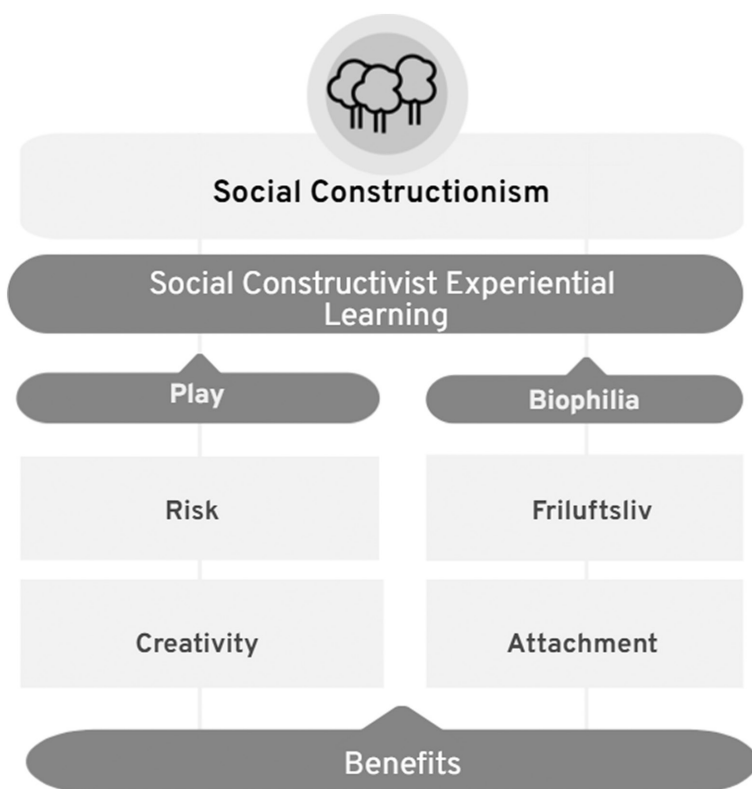 Social Constructionism
Social Constructivist Experiential
Learning
Play
Biophilia
Risk
Friluftsliv
Creativity
Attachment
Benefits